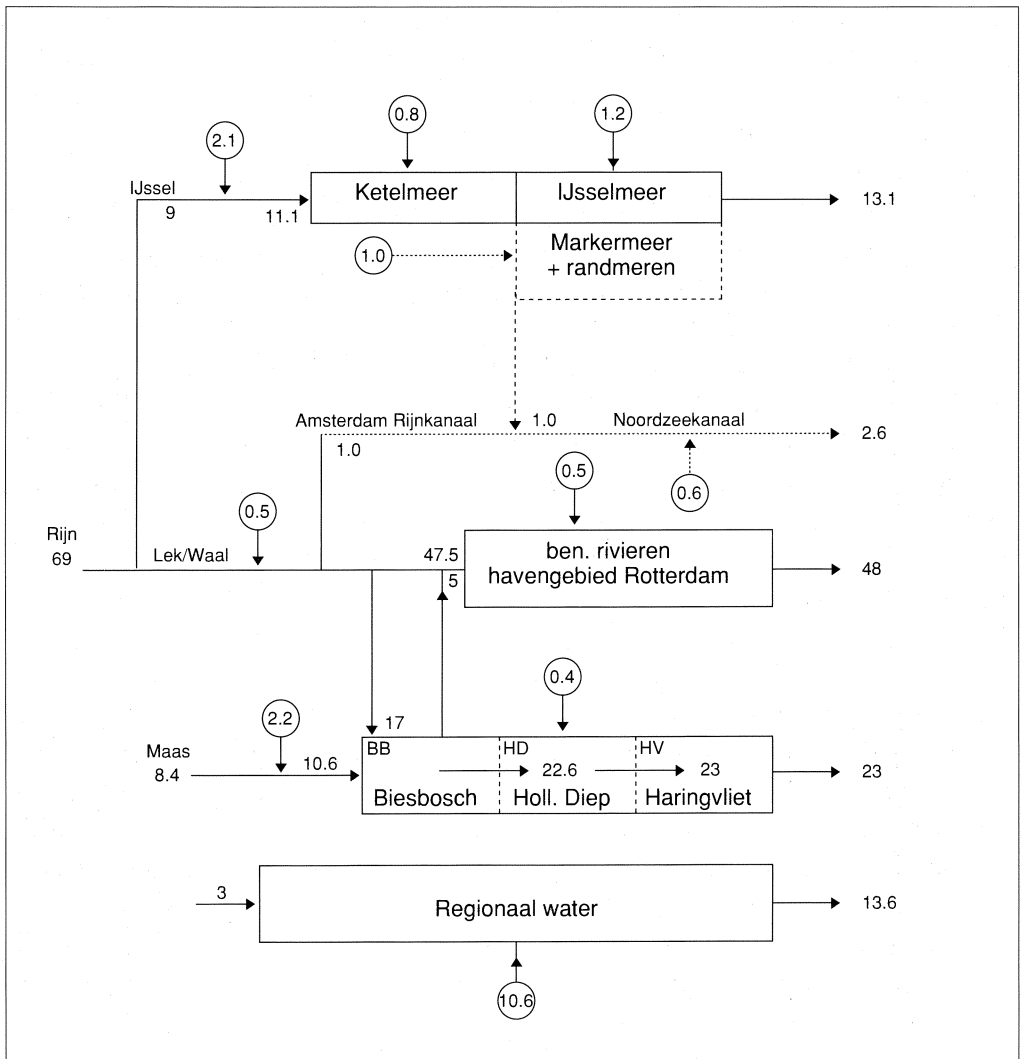 0.8
1.2
2.1
IJssel
9
11.1
Ketelmeer
IJsselmeer
13.1
1.0
Markermeer
+ randmeren
Amsterdam Rijnkanaal
1.0
1.0
Noordzeekanaal
2.6
0.6
0.5
0.5
Rijn
69
Lek/Waal
47.5
5
ben. rivieren
havengebied Rotterdam
48
0.4
2.2
17
Maas
8.4
10.6
BB
HD
HV
22.6
23
23
Biesbosch
Holl. Diep
Haringvliet
3
Regionaal water
13.6
10.6